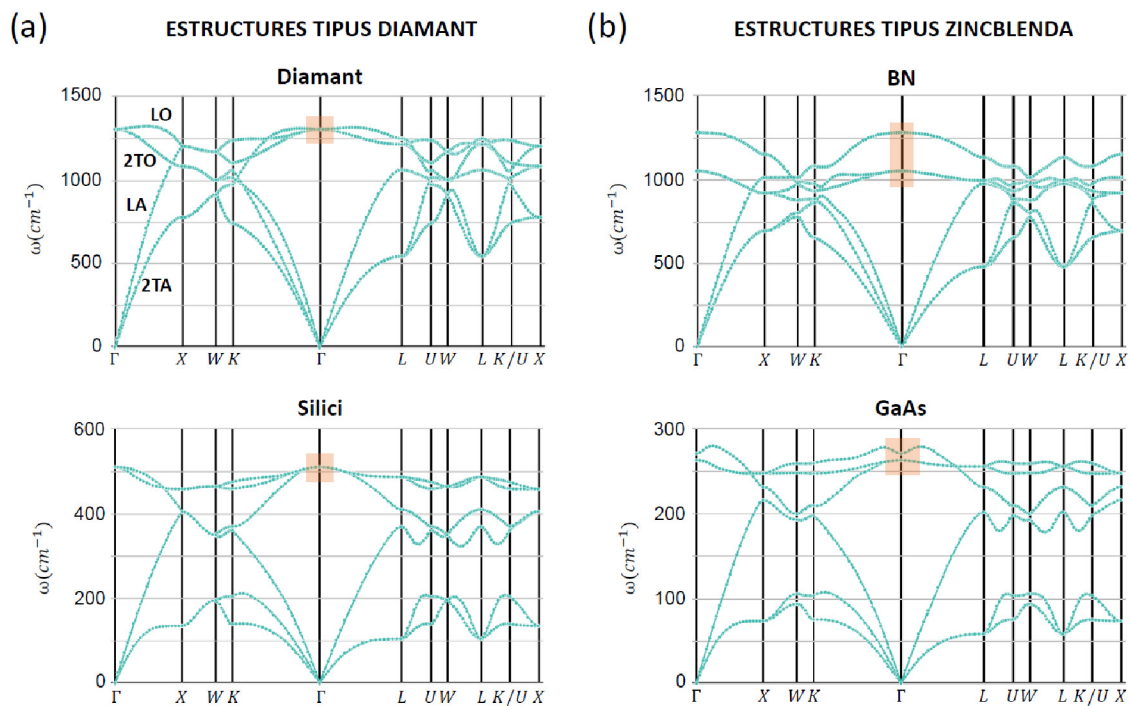 (a) ESTRUCTURES TIPUS DIAMANT
Diamant
1500
1000
500
0
ω(cm⁻¹)
LO
2TO
LA
2TA
Γ X W K Γ L U W L K/U X
Silici
600
400
200
0
ω(cm⁻¹)
Γ X W K Γ L U W L K/U X
(b) ESTRUCTURES TIPUS ZINCBLENDA
BN
1500
1000
500
0
ω(cm⁻¹)
Γ X W K Γ L U W L K/U X
GaAs
300
200
100
0
ω(cm⁻¹)
Γ X W K Γ L U W L K/U X